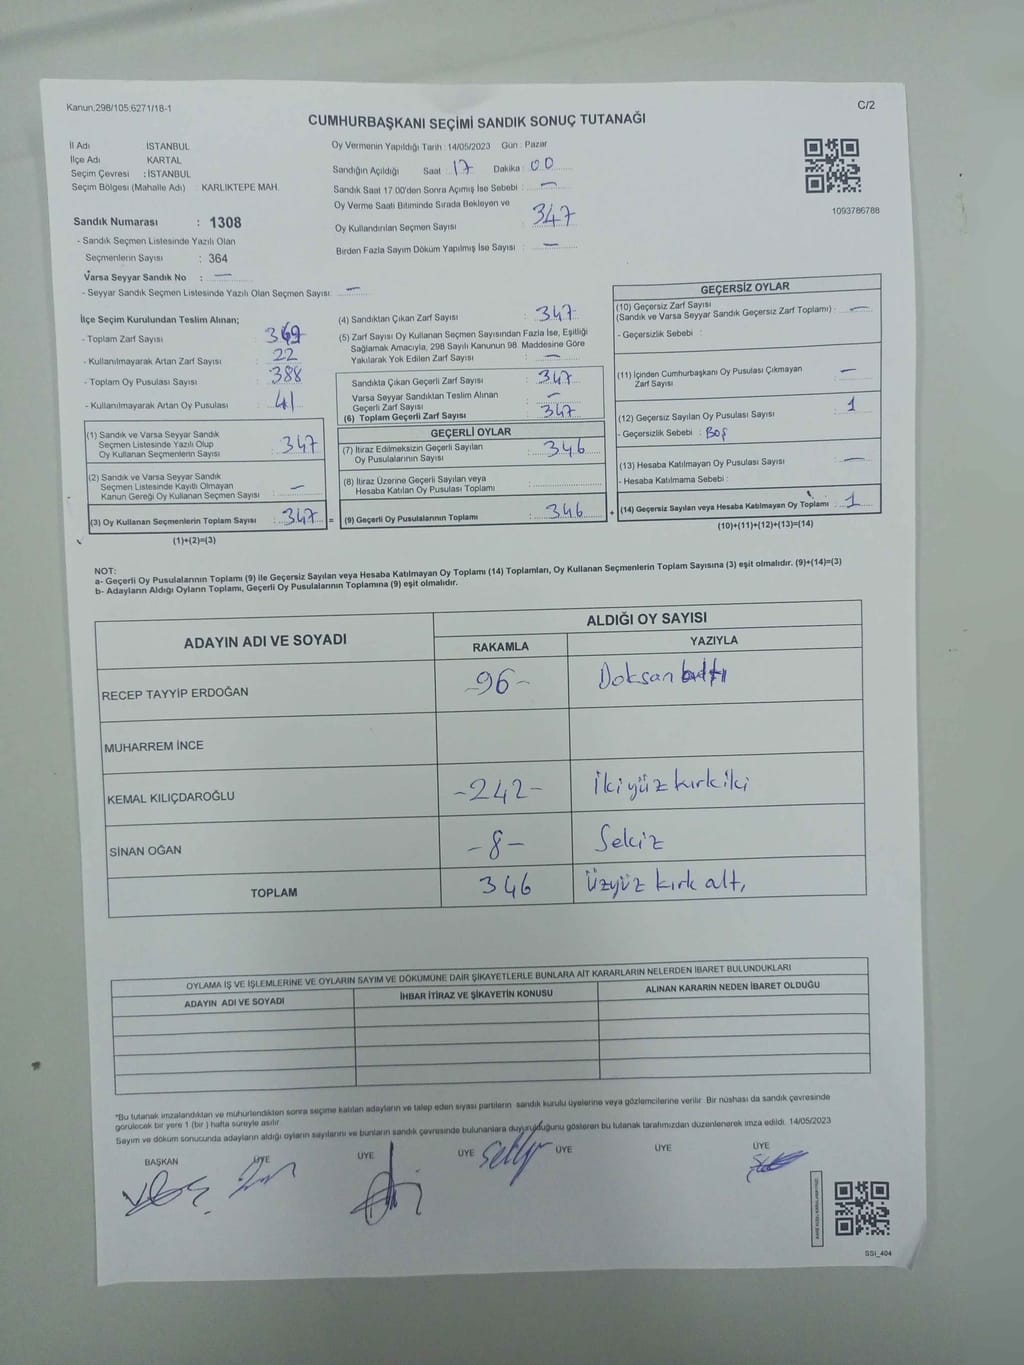 Kanun;298/105,6271/18-1
C/2
CUMHURBAŞKANI SEÇİMİ SANDIK SONUÇ TUTANAĞI
İl Adı İSTANBUL
İlçe Adı KARTAL
Seçim Çevresi : İSTANBUL
Seçim Bölgesi (Mahalle Adı) : KARLIKTEPE MAH.
Sandık Numarası : 1308
- Sandık Seçmen Listesinde Yazılı Olan
Seçmenlerin Sayısı : 364
Varsa Seyyar Sandık No : —
- Seyyar Sandık Seçmen Listesinde Yazılı Olan Seçmen Sayısı: —
Oy Vermenin Yapıldığı Tarih : 14/05/2023 Gün : Pazar
Sandığın Açıldığı Saat : 17 Dakika : 00
Sandık Saat 17.00'den Sonra Açımış İse Sebebi : —
Oy Verme Saati Bitiminde Sırada Bekleyen ve
Oy Kullandırılan Seçmen Sayısı : 347
Birden Fazla Sayım Döküm Yapılmış İse Sayısı : —
1093786788
İlçe Seçim Kurulundan Teslim Alınan;
- Toplam Zarf Sayısı : 369
- Kullanılmayarak Artan Zarf Sayısı : 22
- Toplam Oy Pusulası Sayısı : 388
- Kullanılmayarak Artan Oy Pusulası : 41
(1) Sandık ve Varsa Seyyar Sandık
Seçmen Listesinde Yazılı Olup
Oy Kullanan Seçmenlerin Sayısı : 347
(2) Sandık ve Varsa Seyyar Sandık
Seçmen Listesinde Kayıtlı Olmayan
Kanun Gereği Oy Kullanan Seçmen Sayısı : —
(3) Oy Kullanan Seçmenlerin Toplam Sayısı : 347 =
(1)+(2)=(3)
(4) Sandıktan Çıkan Zarf Sayısı : 347
(5) Zarf Sayısı Oy Kullanan Seçmen Sayısından Fazla İse, Eşitliği
Sağlamak Amacıyla, 298 Sayılı Kanunun 98. Maddesine Göre
Yakılarak Yok Edilen Zarf Sayısı : —
Sandıkta Çıkan Geçerli Zarf Sayısı : 347
Varsa Seyyar Sandıktan Teslim Alınan
Geçerli Zarf Sayısı : —
(6) Toplam Geçerli Zarf Sayısı : 347
GEÇERLİ OYLAR
(7) İtiraz Edilmeksizin Geçerli Sayılan
Oy Pusulalarının Sayısı : 346
(8) İtiraz Üzerine Geçerli Sayılan veya
Hesaba Katılan Oy Pusulası Toplamı :
(9) Geçerli Oy Pusulalarının Toplamı : 346 +
GEÇERSİZ OYLAR
(10) Geçersiz Zarf Sayısı
(Sandık ve Varsa Seyyar Sandık Geçersiz Zarf Toplamı) : —
- Geçersizlik Sebebi :
(11) İçinden Cumhurbaşkanı Oy Pusulası Çıkmayan
Zarf Sayısı : —
(12) Geçersiz Sayılan Oy Pusulası Sayısı : 1
- Geçersizlik Sebebi : Boş
(13) Hesaba Katılmayan Oy Pusulası Sayısı : —
- Hesaba Katılmama Sebebi :
(14) Geçersiz Sayılan veya Hesaba Katılmayan Oy Toplamı : 1
(10)+(11)+(12)+(13)=(14)
NOT:
a- Geçerli Oy Pusulalarının Toplamı (9) ile Geçersiz Sayılan veya Hesaba Katılmayan Oy Toplamı (14) Toplamları, Oy Kullanan Seçmenlerin Toplam Sayısına (3) eşit olmalıdır. (9)+(14)=(3)
b- Adayların Aldığı Oyların Toplamı, Geçerli Oy Pusulalarının Toplamına (9) eşit olmalıdır.
ADAYIN ADI VE SOYADI ALDIĞI OY SAYISI
RAKAMLA YAZIYLA
RECEP TAYYİP ERDOĞAN -96- Doksan altı
MUHARREM İNCE
KEMAL KILIÇDAROĞLU -242- İkiyüz kırkiki
SİNAN OĞAN -8- Sekiz
TOPLAM 346 Üzyüz kırk altı
OYLAMA İŞ VE İŞLEMLERİNE VE OYLARIN SAYIM VE DÖKÜMÜNE DAİR ŞİKAYETLERLE BUNLARA AİT KARARLARIN NELERDEN İBARET BULUNDUKLARI
ADAYIN ADI VE SOYADI İHBAR İTİRAZ VE ŞİKAYETİN KONUSU ALINAN KARARIN NEDEN İBARET OLDUĞU
*Bu tutanak imzalandıktan ve mühürlendikten sonra seçime katılan adayların ve talep eden siyasi partilerin sandık kurulu üyelerine veya gözlemcilerine verilir. Bir nüshası da sandık çevresinde
görülecek bir yere 1 (bir ) hafta süreyle asılır.
Sayım ve döküm sonucunda adayların aldığı oyların sayılarını ve bunların sandık çevresinde bulunanlara duyurulduğunu gösteren bu tutanak tarafımızdan düzenlenerek imza edildi. 14/05/2023
BAŞKAN ÜYE ÜYE ÜYE ÜYE ÜYE ÜYE
SSİ_404